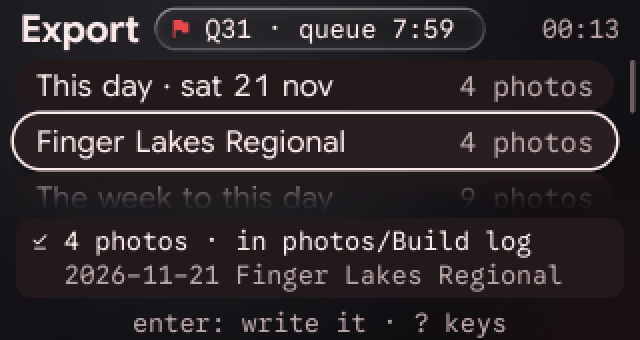 Export Q31 · queue 7:59 00:13
This day · sat 21 nov 4 photos
Finger Lakes Regional 4 photos
The week to this day 9 photos
4 photos · in photos/Build log
2026-11-21 Finger Lakes Regional
enter: write it · ? keys